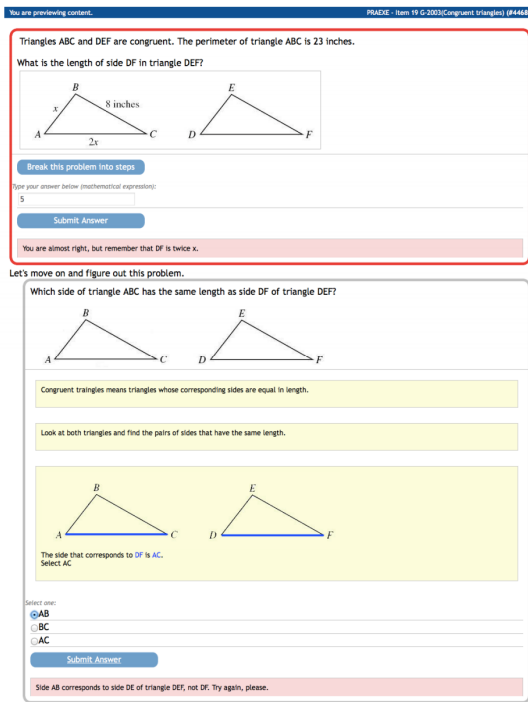 You are previewing content.
PRAEXE - Item 19 G-2003(Congruent triangles) (#4468
Triangles ABC and DEF are congruent. The perimeter of triangle ABC is 23 inches.
What is the length of side DF in triangle DEF?
B
E
x
8 inches
A
C
D
F
2x
Break this problem into steps
Type your answer below (mathematical expression):
5
Submit Answer
You are almost right, but remember that DF is twice x.
Let's move on and figure out this problem.
Which side of triangle ABC has the same length as side DF of triangle DEF?
B
E
A
C
D
F
Congruent traingles means triangles whose corresponding sides are equal in length.
Look at both triangles and find the pairs of sides that have the same length.
B
E
A
C
D
F
The side that corresponds to DF is AC.
Select AC
Select one:
AB
BC
AC
Submit Answer
Side AB corresponds to side DE of triangle DEF, not DF. Try again, please.